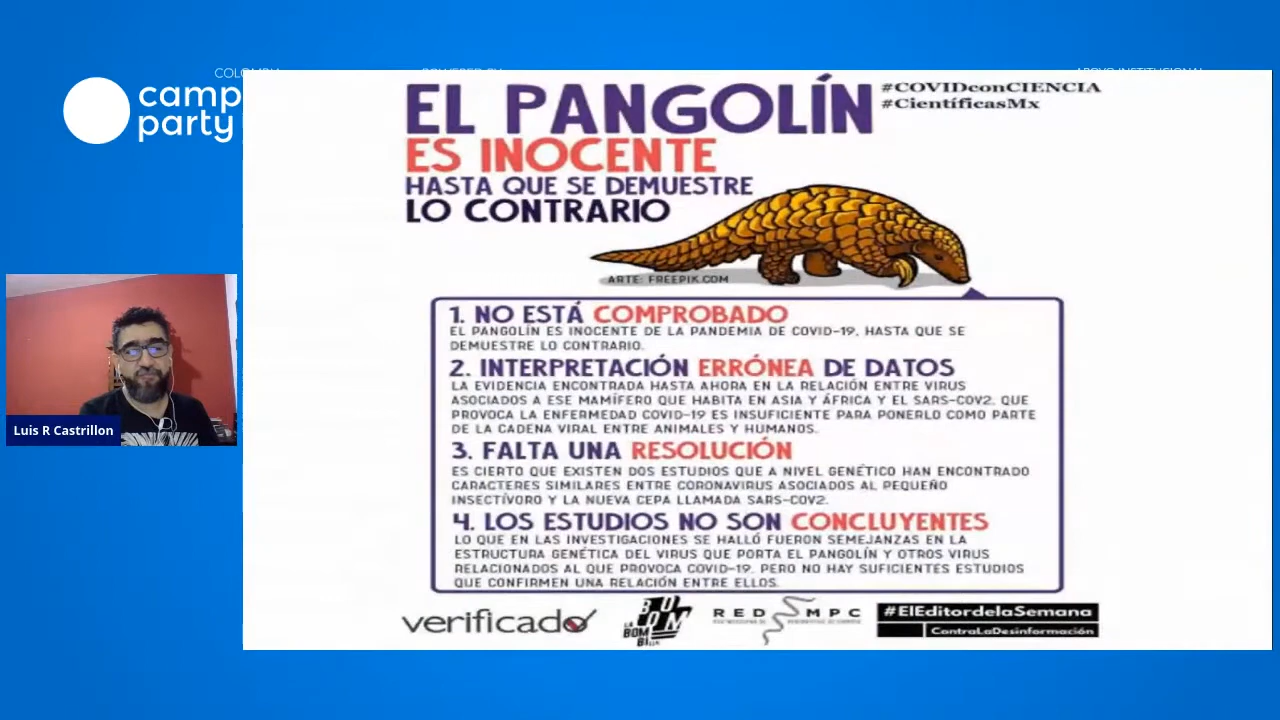 camp
party
EL PANGOLÍN
#COVIDconCIENCIA
#CientíficasMx
ES INOCENTE
HASTA QUE SE DEMUESTRE
LO CONTRARIO
ARTE: FREEPIK.COM
1. NO ESTÁ COMPROBADO
EL PANGOLÍN ES INOCENTE DE LA PANDEMIA DE COVID-19, HASTA QUE SE
DEMUESTRE LO CONTRARIO.
2. INTERPRETACIÓN ERRÓNEA DE DATOS
LA EVIDENCIA ENCONTRADA HASTA AHORA EN LA RELACIÓN ENTRE VIRUS
ASOCIADOS A ESE MAMÍFERO QUE HABITA EN ASIA Y ÁFRICA Y EL SARS-COV2, QUE
PROVOCA LA ENFERMEDAD COVID-19 ES INSUFICIENTE PARA PONERLO COMO PARTE
DE LA CADENA VIRAL ENTRE ANIMALES Y HUMANOS.
3. FALTA UNA RESOLUCIÓN
ES CIERTO QUE EXISTEN DOS ESTUDIOS QUE A NIVEL GENÉTICO HAN ENCONTRADO
CARACTERES SIMILARES ENTRE CORONAVIRUS ASOCIADOS AL PEQUEÑO
INSECTÍVORO Y LA NUEVA CEPA LLAMADA SARS-COV2.
4. LOS ESTUDIOS NO SON CONCLUYENTES
LO QUE EN LAS INVESTIGACIONES SE HALLÓ FUERON SEMEJANZAS EN LA
ESTRUCTURA GENÉTICA DEL VIRUS QUE PORTA EL PANGOLÍN Y OTROS VIRUS
RELACIONADOS AL QUE PROVOCA COVID-19. PERO NO HAY SUFICIENTES ESTUDIOS
QUE CONFIRMEN UNA RELACIÓN ENTRE ELLOS.
verificado
RED MPC
#ElEditordelaSemana
ContraLaDesinformación
Luis R Castrillon